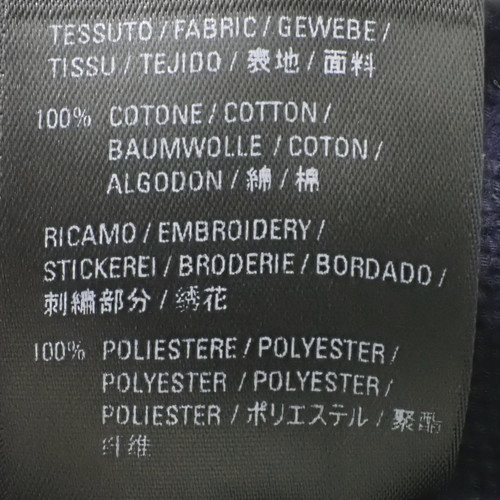 TESSUTO / FABRIC / GEWEBE /
TISSU / TEJIDO / 表地 / 面料
100% COTONE / COTTON /
BAUMWOLLE / COTON /
ALGODON / 綿 / 棉
RICAMO / EMBROIDERY /
STICKEREI / BRODERIE / BORDADO /
刺繍部分 / 绣花
100% POLIESTERE / POLYESTER /
POLYESTER / POLYESTER /
POLIESTER / ポリエステル / 聚酯
纤维